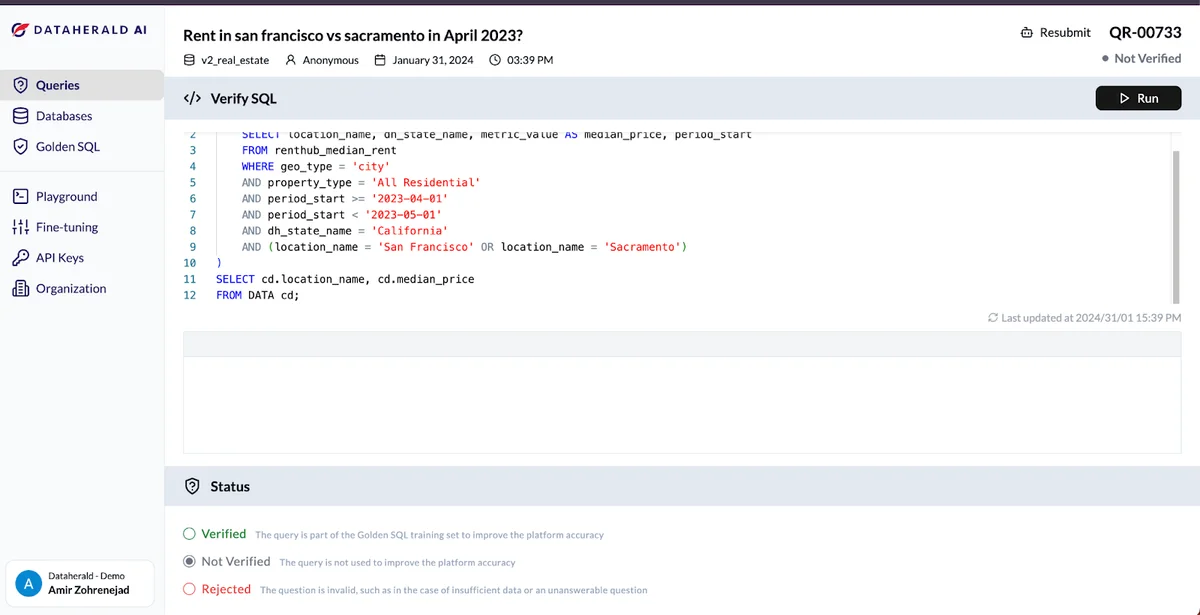 DATAHERALD AI
Queries
Databases
Golden SQL
Playground
Fine-tuning
API Keys
Organization
A
Dataherald - Demo
Amir Zohrenejad
Rent in san francisco vs sacramento in April 2023?
v2_real_estate Anonymous January 31, 2024 03:39 PM
Resubmit QR-00733
Not Verified
</> Verify SQL
Run
2 SELECT location_name, dh_state_name, metric_value AS median_price, period_start
3 FROM renthub_median_rent
4 WHERE geo_type = 'city'
5 AND property_type = 'All Residential'
6 AND period_start >= '2023-04-01'
7 AND period_start < '2023-05-01'
8 AND dh_state_name = 'California'
9 AND (location_name = 'San Francisco' OR location_name = 'Sacramento')
10 )
11 SELECT cd.location_name, cd.median_price
12 FROM DATA cd;
Last updated at 2024/31/01 15:39 PM
Status
Verified The query is part of the Golden SQL training set to improve the platform accuracy
Not Verified The query is not used to improve the platform accuracy
Rejected The question is invalid, such as in the case of insufficient data or an unanswerable question